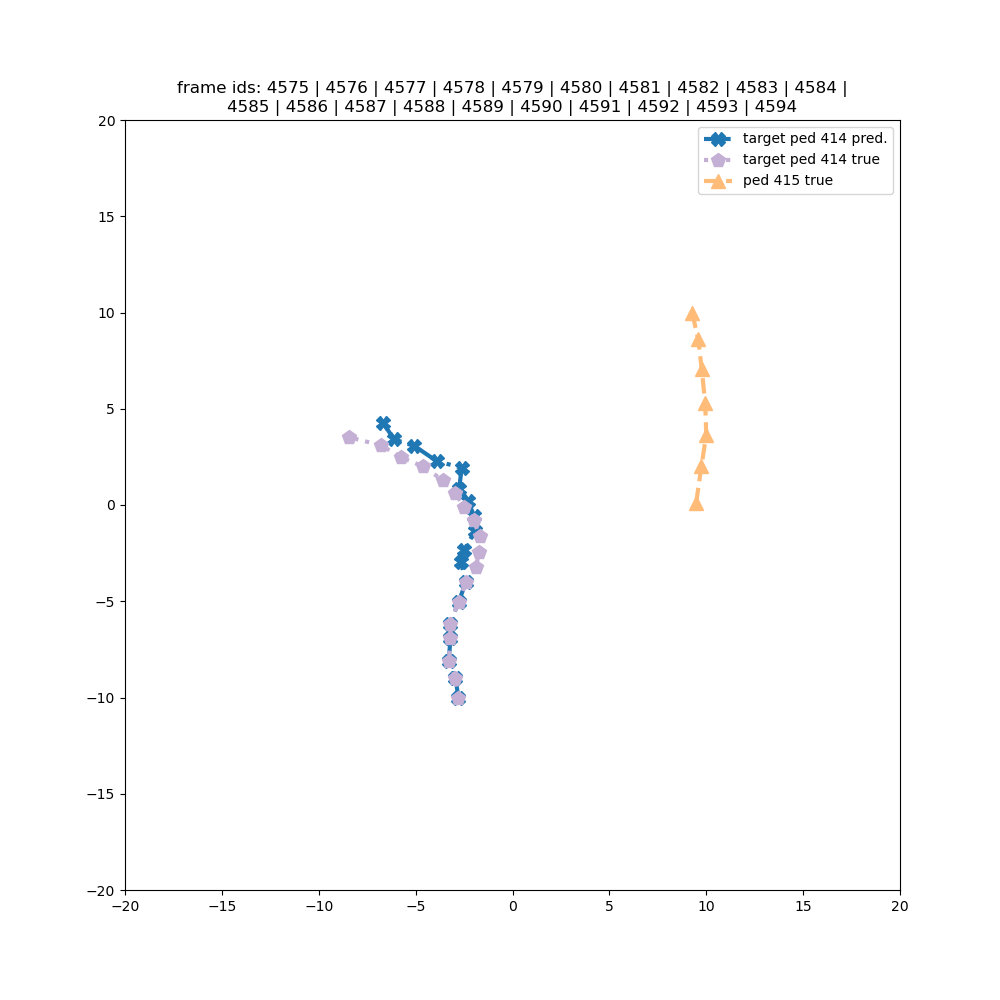 frame ids: 4575 | 4576 | 4577 | 4578 | 4579 | 4580 | 4581 | 4582 | 4583 | 4584 |
4585 | 4586 | 4587 | 4588 | 4589 | 4590 | 4591 | 4592 | 4593 | 4594
target ped 414 pred.
target ped 414 true
ped 415 true
20
15
10
5
0
−5
−10
−15
−20
−20 −15 −10 −5 0 5 10 15 20